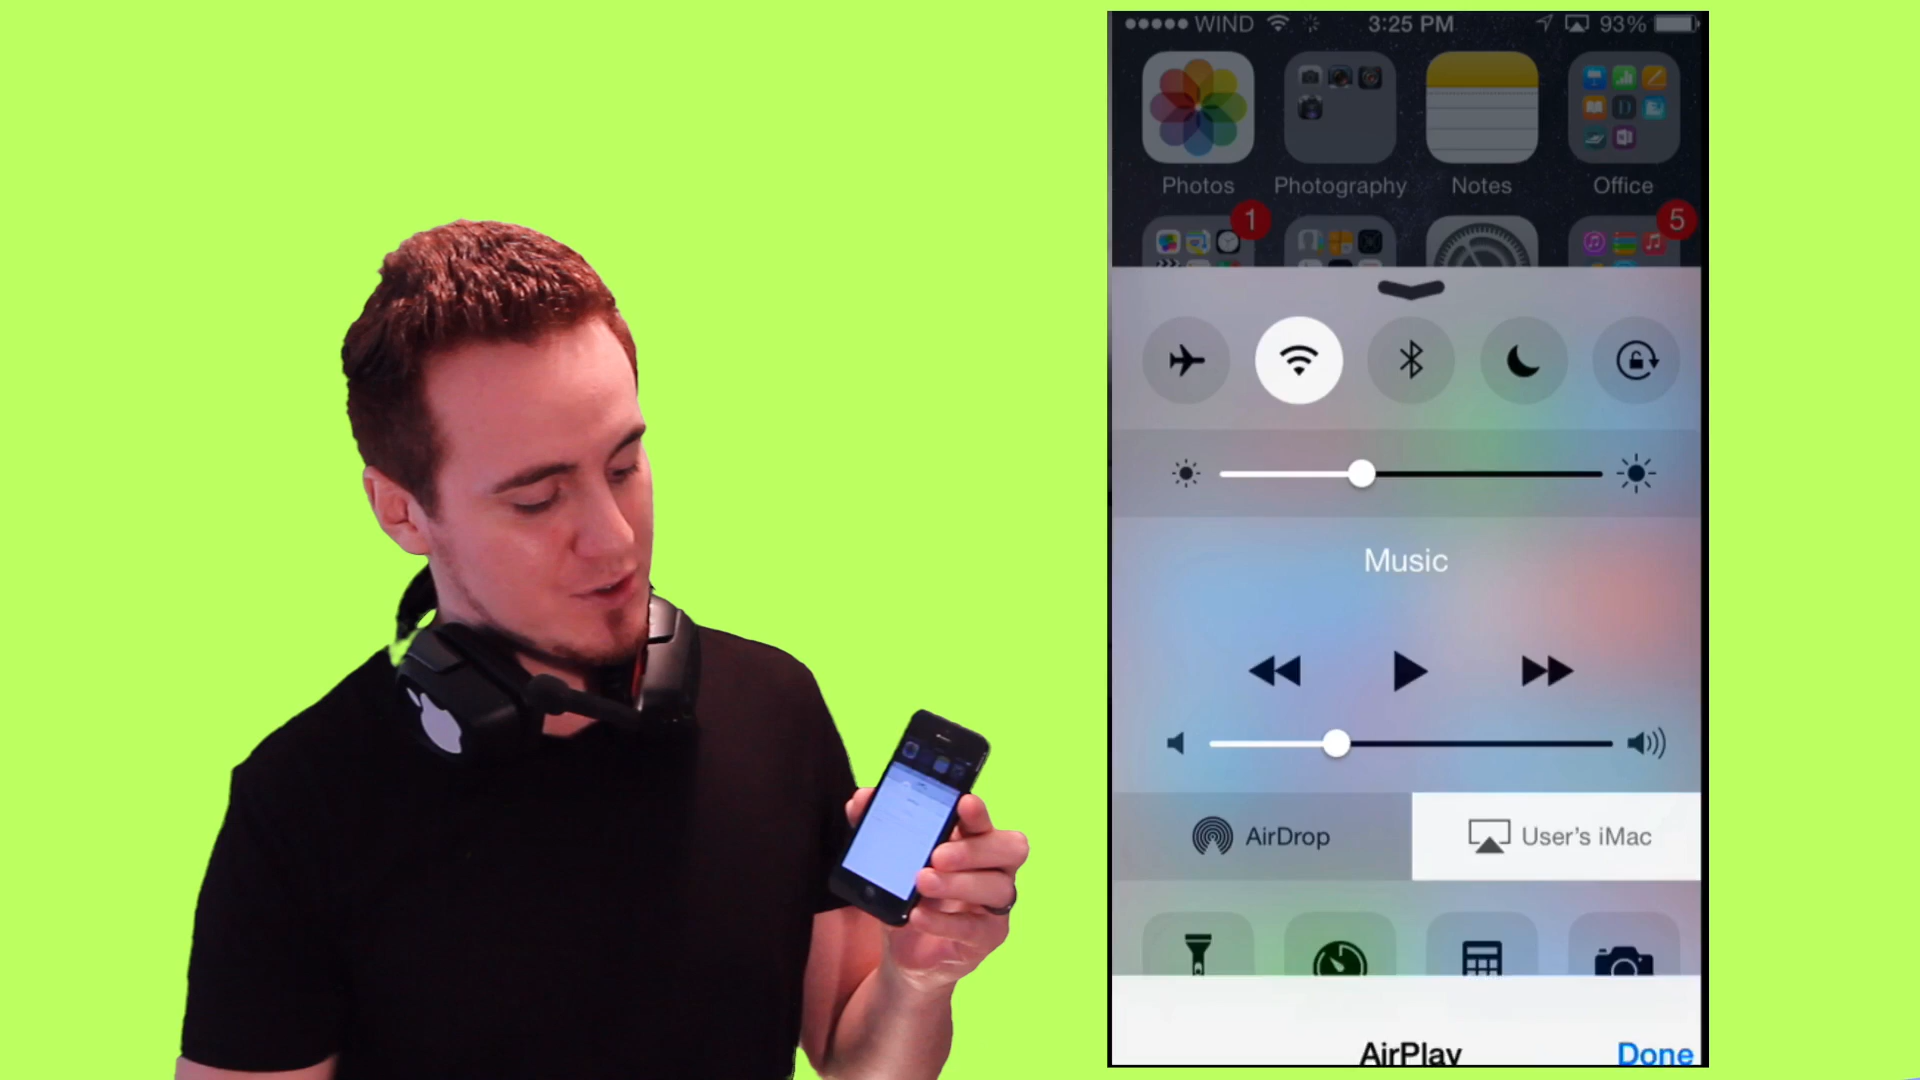 WIND 3:25 PM 93%
Photos Photography Notes Office
1 5
Music
AirDrop User's iMac
AirPlay Done